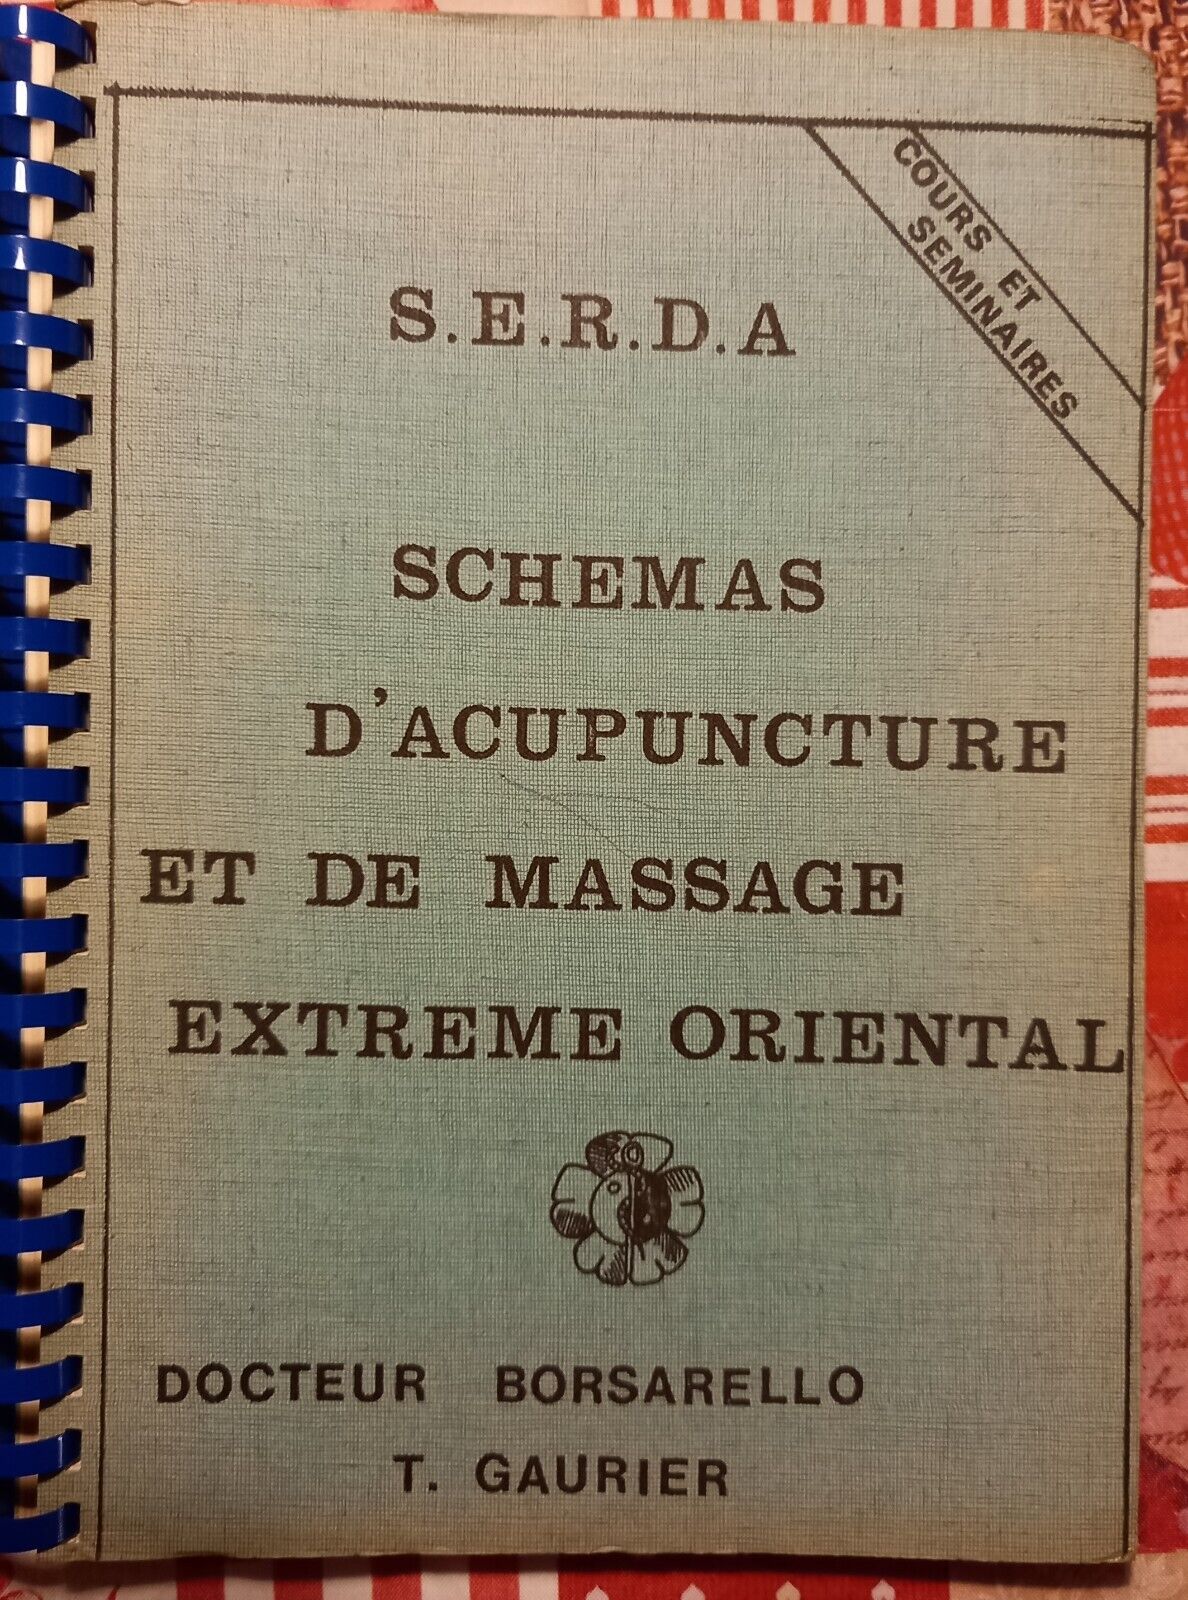 COURS ET
SEMINAIRES
S.E.R.D.A
SCHEMAS
D'ACUPUNCTURE
ET DE MASSAGE
EXTREME ORIENTAL
DOCTEUR BORSARELLO
T. GAURIER